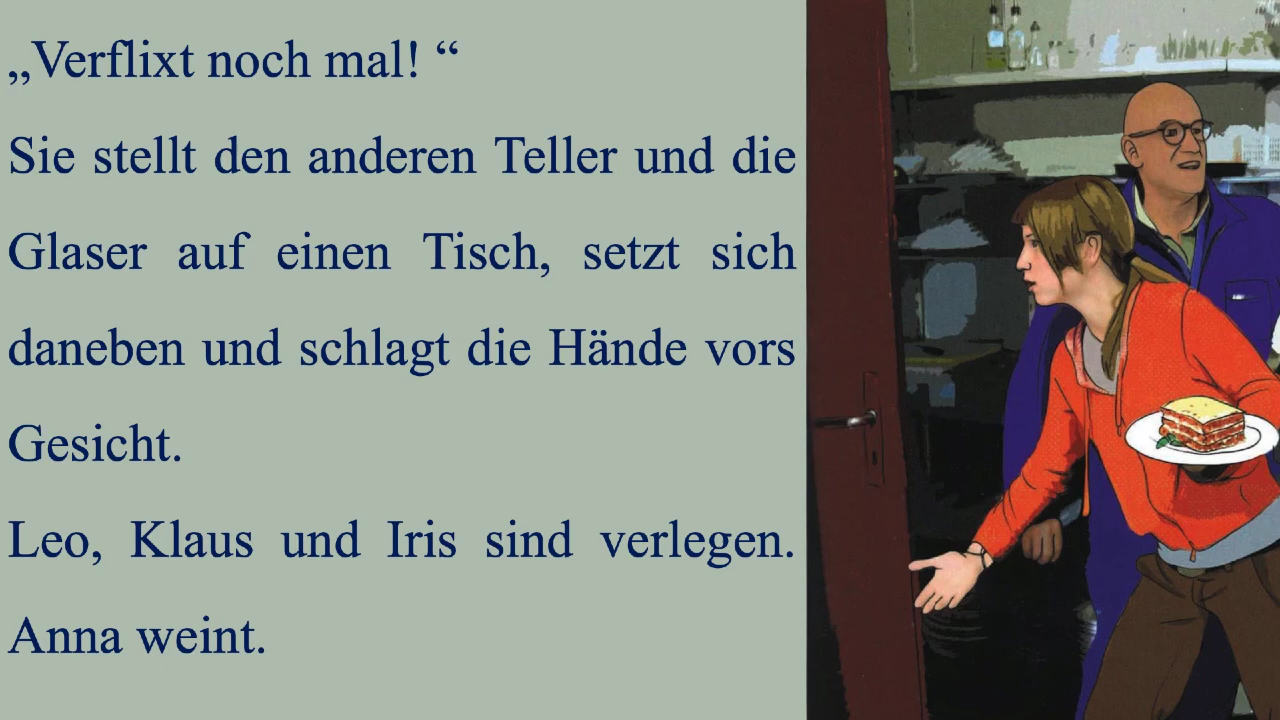 „Verflixt noch mal! “
Sie stellt den anderen Teller und die
Glaser auf einen Tisch, setzt sich
daneben und schlagt die Hände vors
Gesicht.
Leo, Klaus und Iris sind verlegen.
Anna weint.